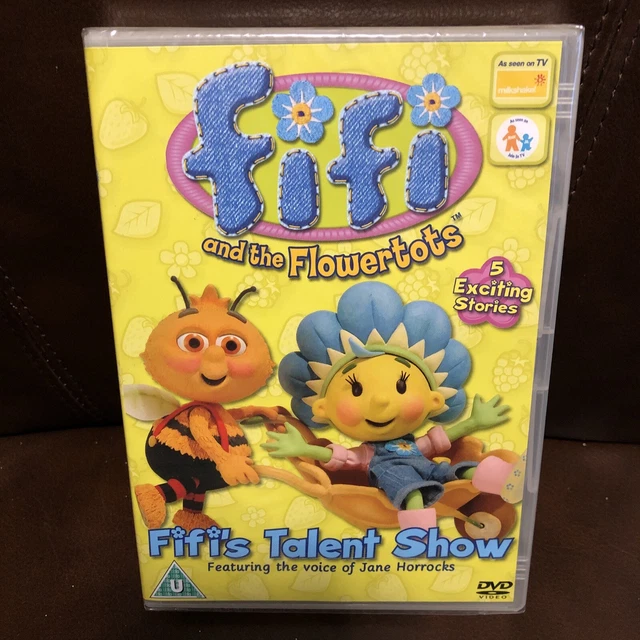 fifi
and the Flowertots™
As seen on TV
milkshake!
5
Exciting
Stories
Fifi's Talent Show
Featuring the voice of Jane Horrocks
U
DVD
VIDEO